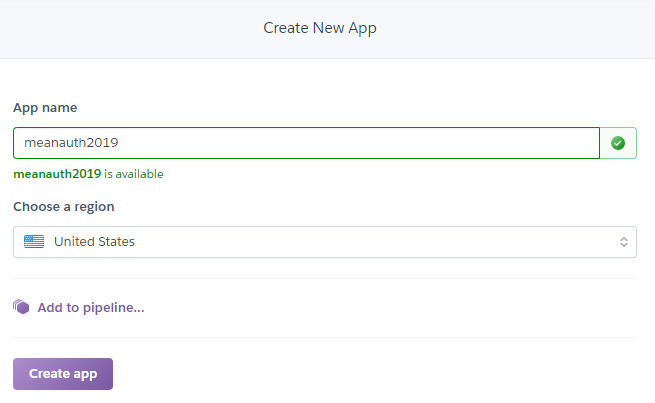 Create New App
App name
meanauth2019
meanauth2019 is available
Choose a region
United States
Add to pipeline...
Create app